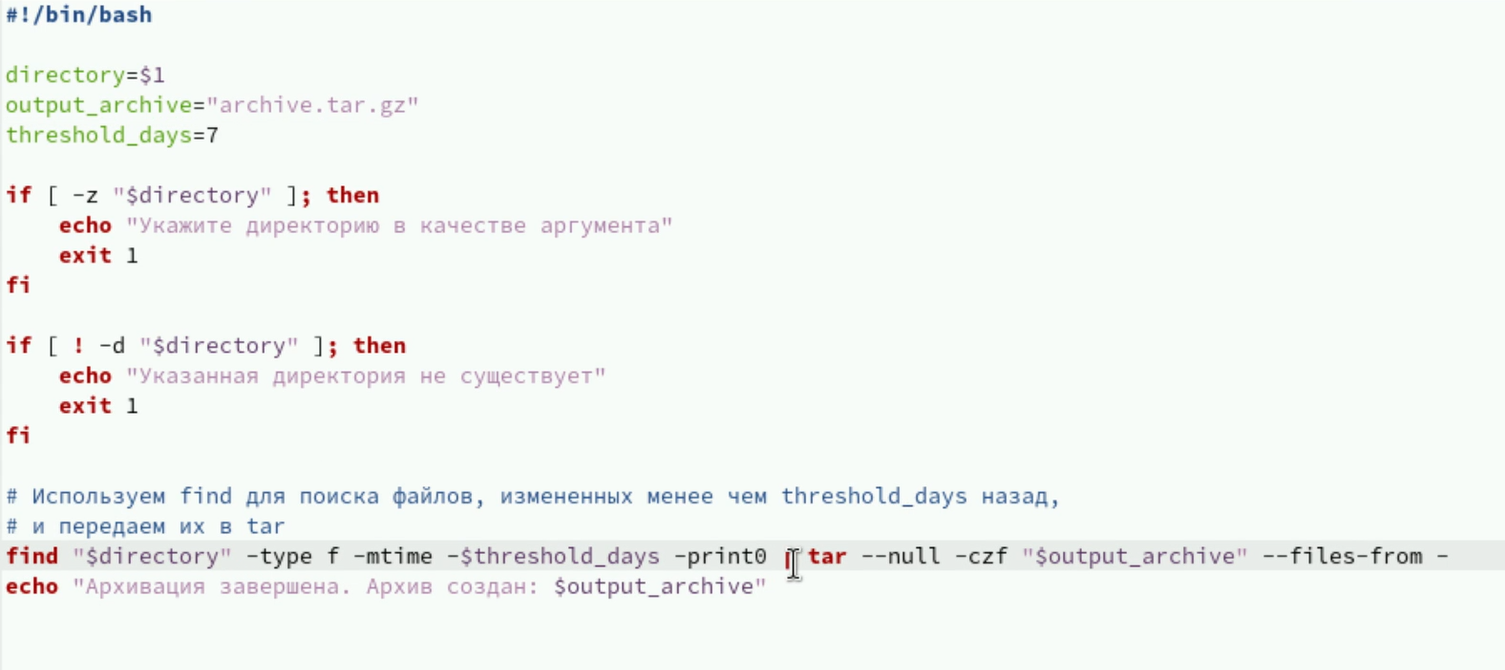 #!/bin/bash
directory=$1
output_archive="archive.tar.gz"
threshold_days=7
if [ -z "$directory" ]; then
echo "Укажите директорию в качестве аргумента"
exit 1
fi
if [ ! -d "$directory" ]; then
echo "Указанная директория не существует"
exit 1
fi
# Используем find для поиска файлов, измененных менее чем threshold_days назад,
# и передаем их в tar
find "$directory" -type f -mtime -$threshold_days -print0 | tar --null -czf "$output_archive" --files-from -
echo "Архивация завершена. Архив создан: $output_archive"